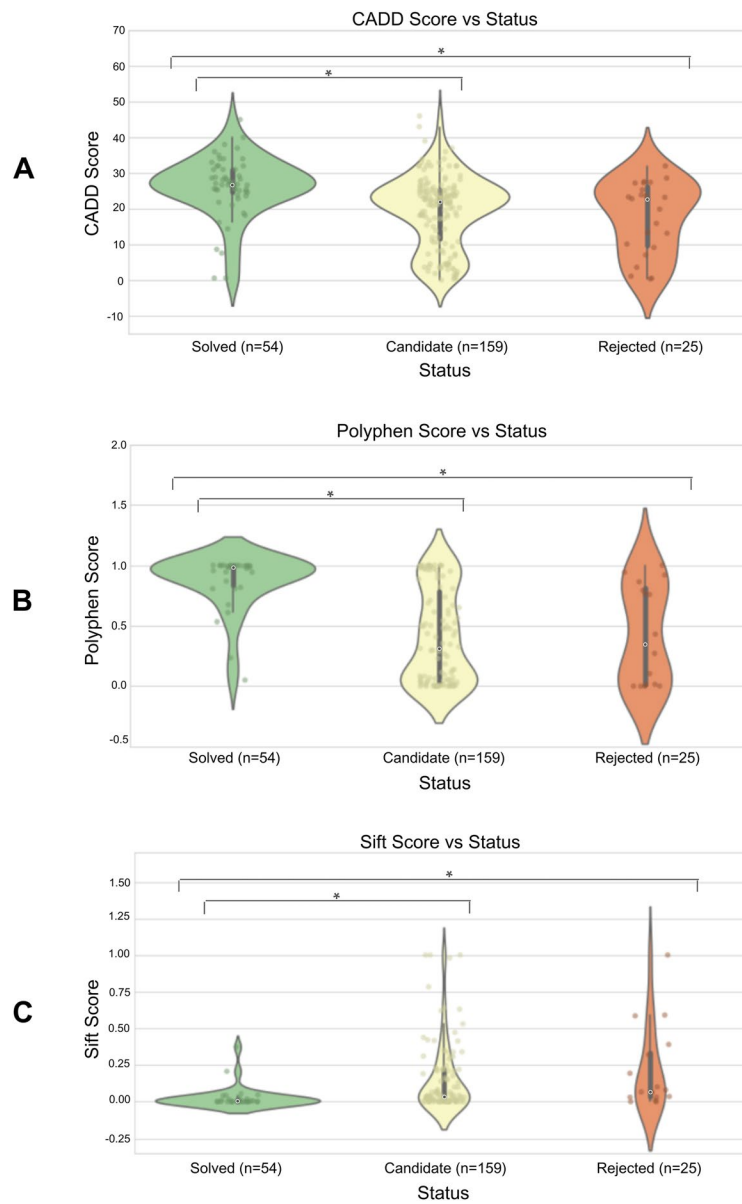 CADD Score vs Status
A
CADD Score
70
60
50
40
30
20
10
0
-10
*
*
Solved (n=54) Candidate (n=159) Rejected (n=25)
Status
Polyphen Score vs Status
B
Polyphen Score
2.0
1.5
1.0
0.5
0.0
-0.5
*
*
Solved (n=54) Candidate (n=159) Rejected (n=25)
Status
Sift Score vs Status
C
Sift Score
1.50
1.25
1.00
0.75
0.50
0.25
0.00
-0.25
*
*
Solved (n=54) Candidate (n=159) Rejected (n=25)
Status